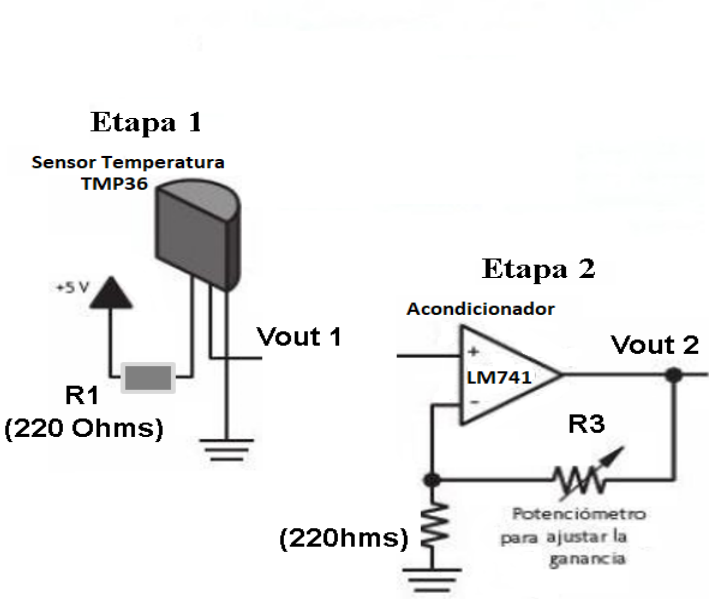 Etapa 1
Sensor Temperatura
TMP36
+5 V
Vout 1
R1
(220 Ohms)
Etapa 2
Acondicionador
+
LM741
-
Vout 2
R3
Potenciómetro
para ajustar la
ganancia
(220hms)